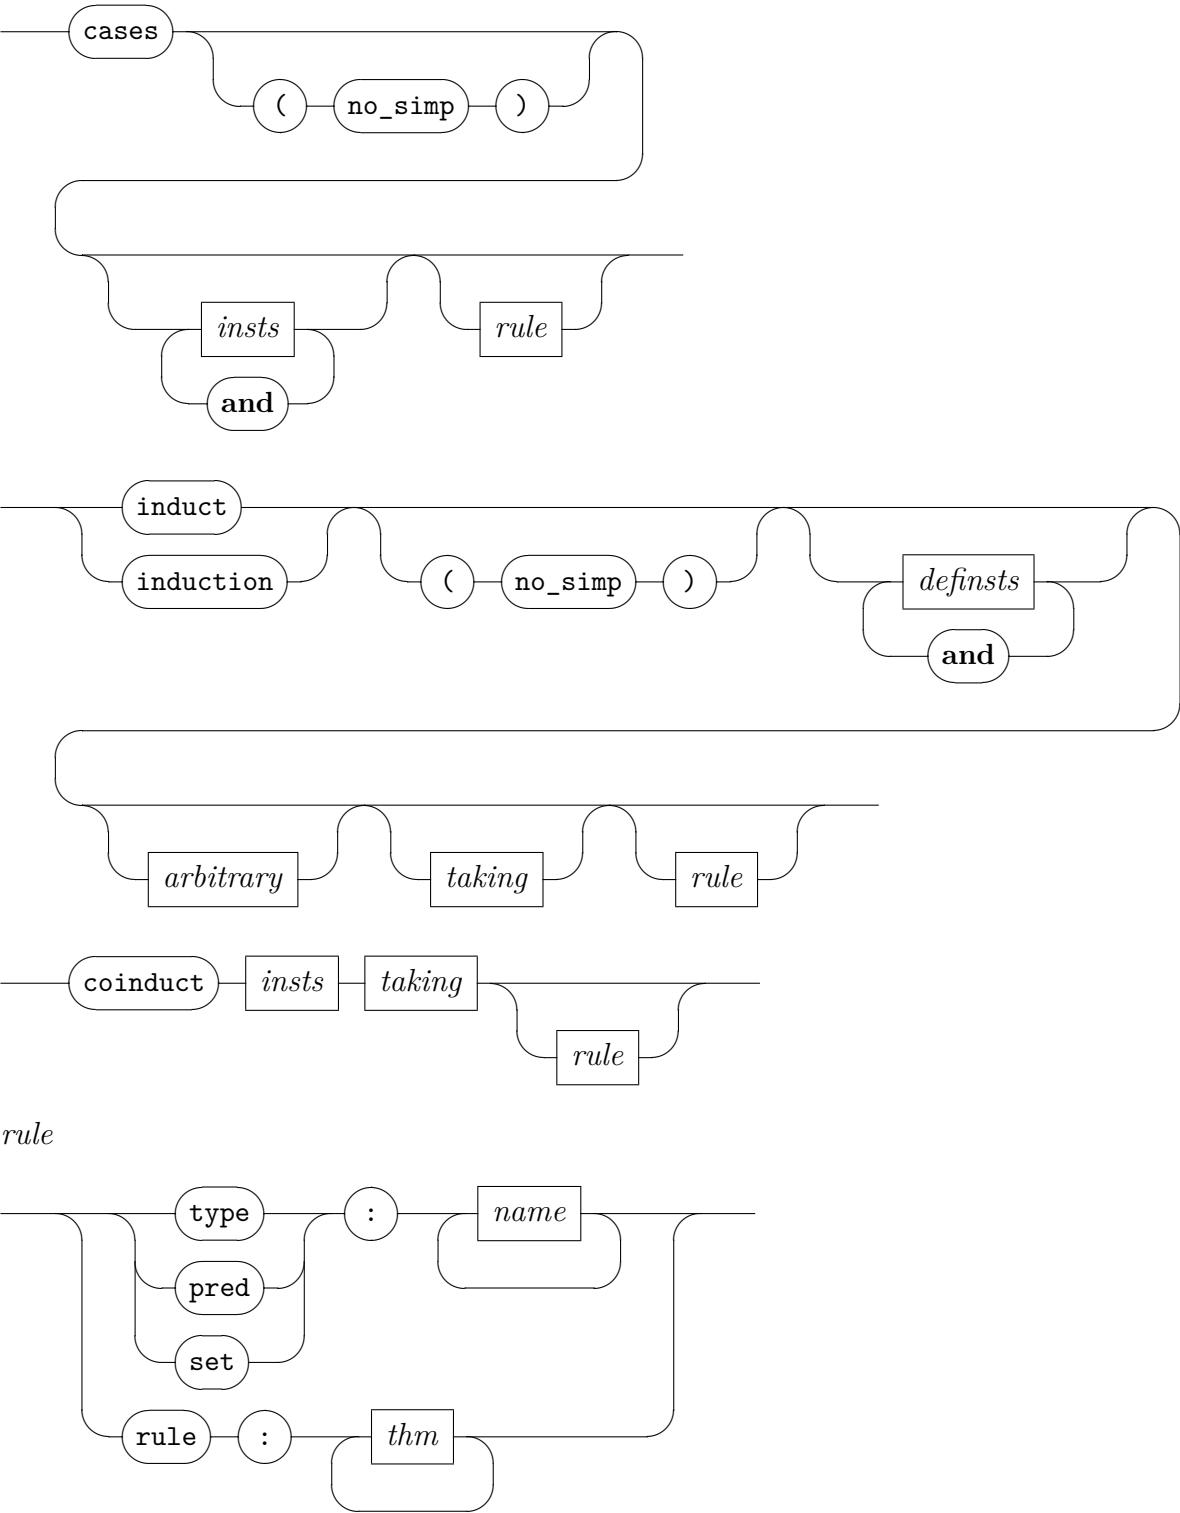 cases
( no_simp )
insts rule
and
induct
induction ( no_simp ) definsts
and
arbitrary taking rule
coinduct insts taking
rule
rule
type : name
pred
set
rule : thm